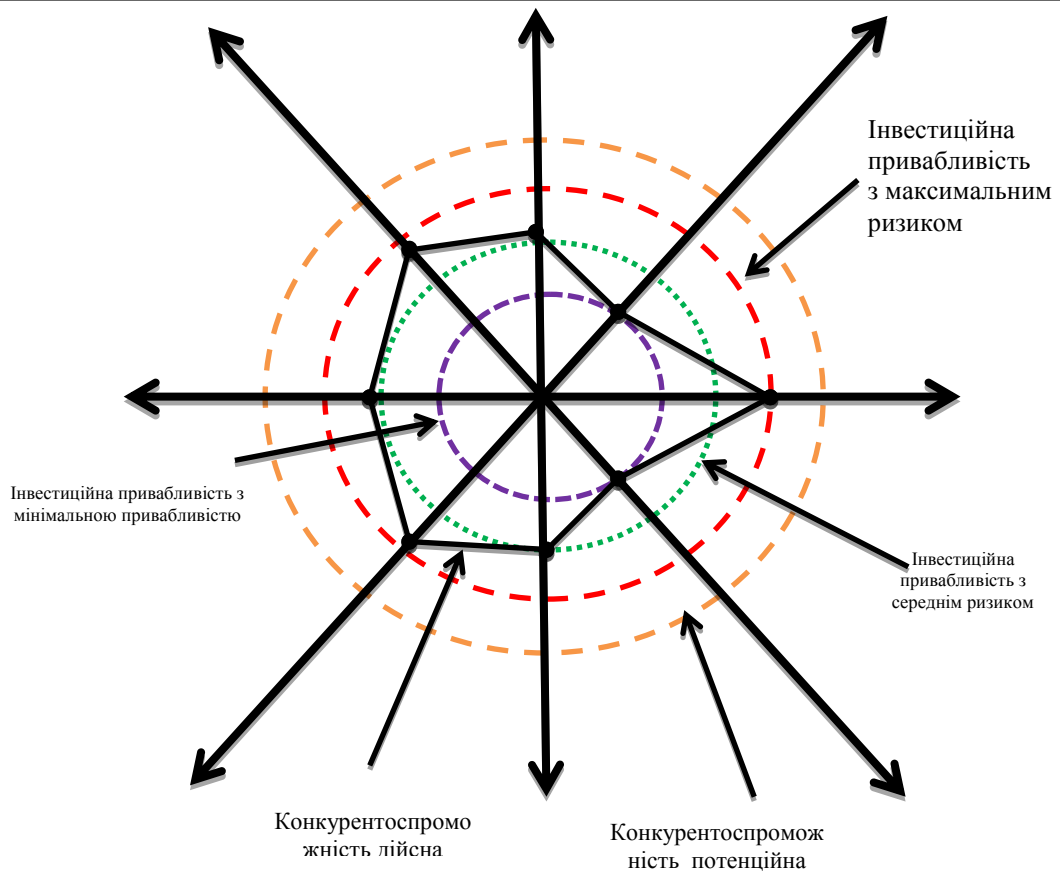 Інвестиційна
привабливість
з максимальним
ризиком
Інвестиційна привабливість з
мінімальною привабливістю
Інвестиційна
привабливість з
середнім ризиком
Конкурентоспромо
жність дійсна
Конкурентоспромож
ність потенційна